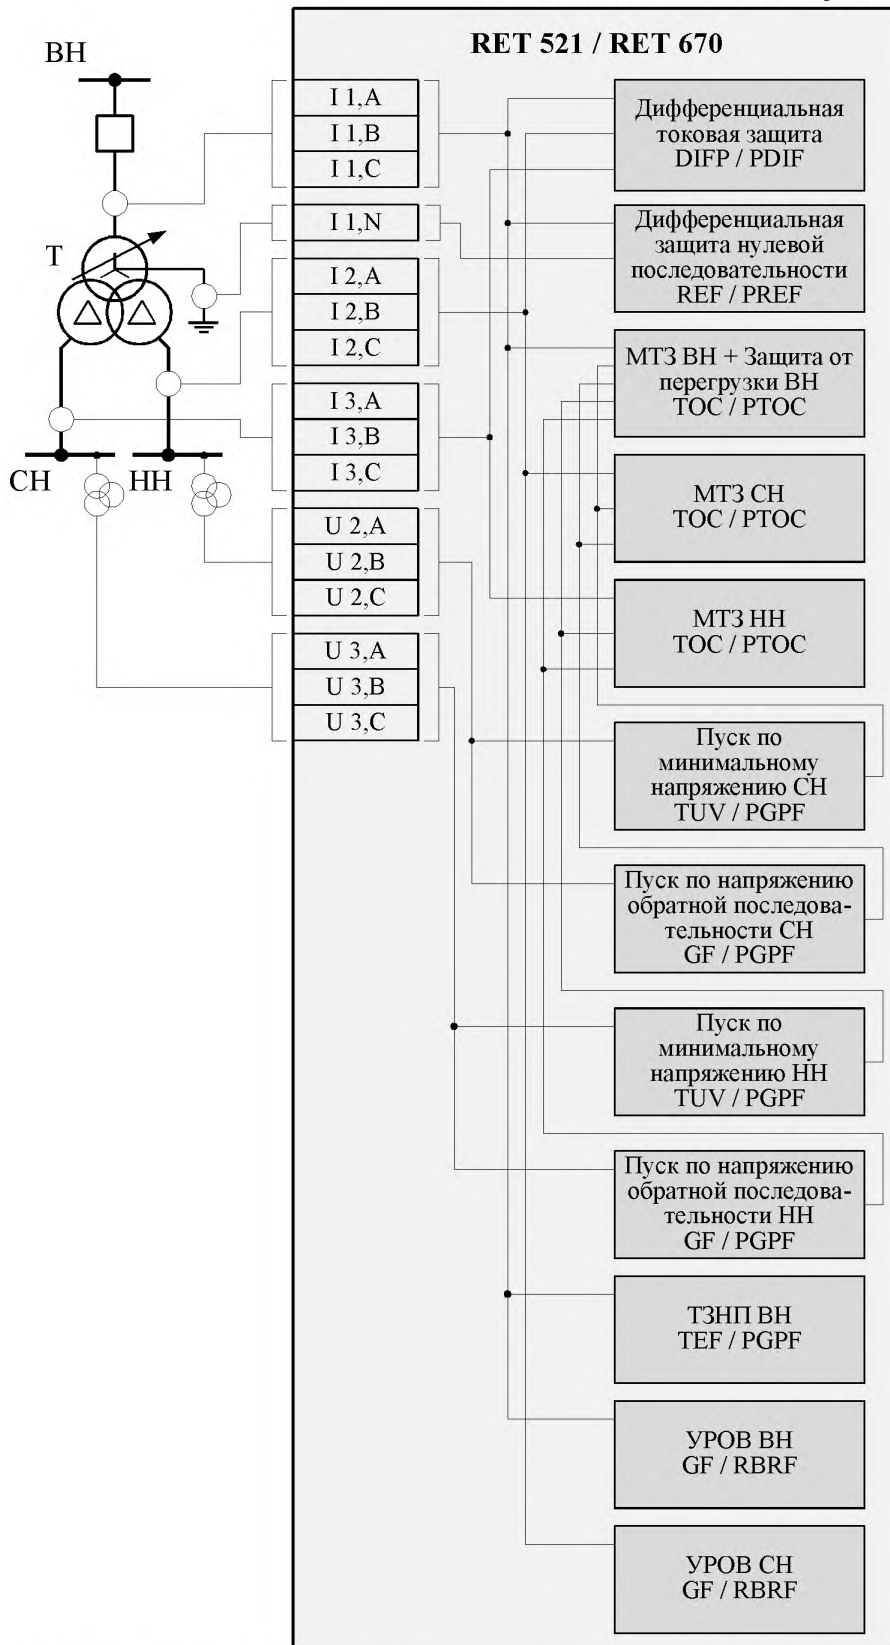 RET 521 / RET 670
ВН
Т
СН
НН
I 1,A
I 1,B
I 1,C
I 1,N
I 2,A
I 2,B
I 2,C
I 3,A
I 3,B
I 3,C
U 2,A
U 2,B
U 2,C
U 3,A
U 3,B
U 3,C
Дифференциальная
токовая защита
DIFP / PDIF
Дифференциальная
защита нулевой
последовательности
REF / PREF
МТЗ ВН + Защита от
перегрузки ВН
TOC / PTOC
МТЗ СН
TOC / PTOC
МТЗ НН
TOC / PTOC
Пуск по
минимальному
напряжению СН
TUV / PGPF
Пуск по напряжению
обратной последова-
тельности СН
GF / PGPF
Пуск по
минимальному
напряжению НН
TUV / PGPF
Пуск по напряжению
обратной последова-
тельности НН
GF / PGPF
ТЗНП ВН
TEF / PGPF
УРОВ ВН
GF / RBRF
УРОВ СН
GF / RBRF